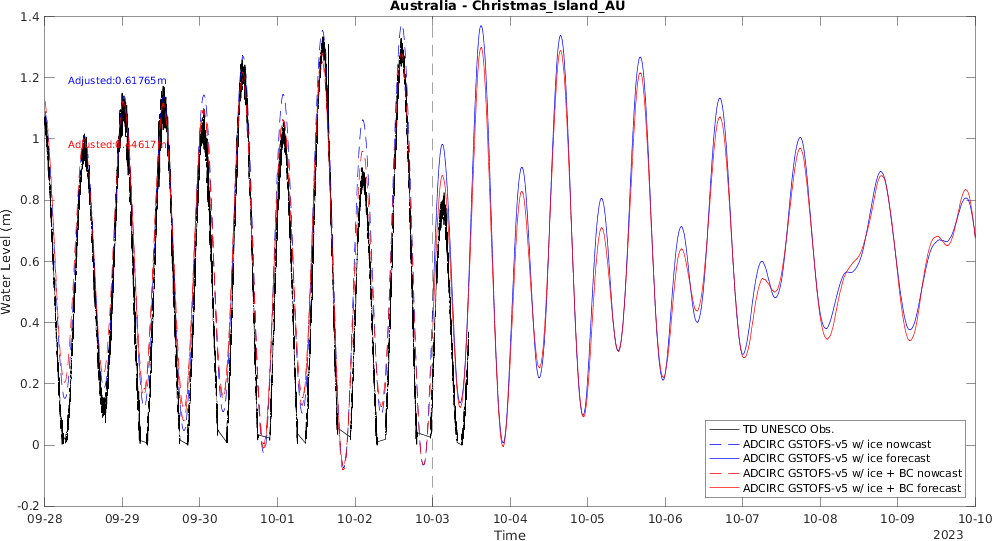 Australia - Christmas_Island_AU
1.4
1.2
1
0.8
0.6
0.4
0.2
0
-0.2
Water Level (m)
Adjusted:0.61765m
Adjusted:0.44617m
TD UNESCO Obs.
ADCIRC GSTOFS-v5 w/ ice nowcast
ADCIRC GSTOFS-v5 w/ ice forecast
ADCIRC GSTOFS-v5 w/ ice + BC nowcast
ADCIRC GSTOFS-v5 w/ ice + BC forecast
09-28 09-29 09-30 10-01 10-02 10-03 10-04 10-05 10-06 10-07 10-08 10-09 10-10
Time
2023